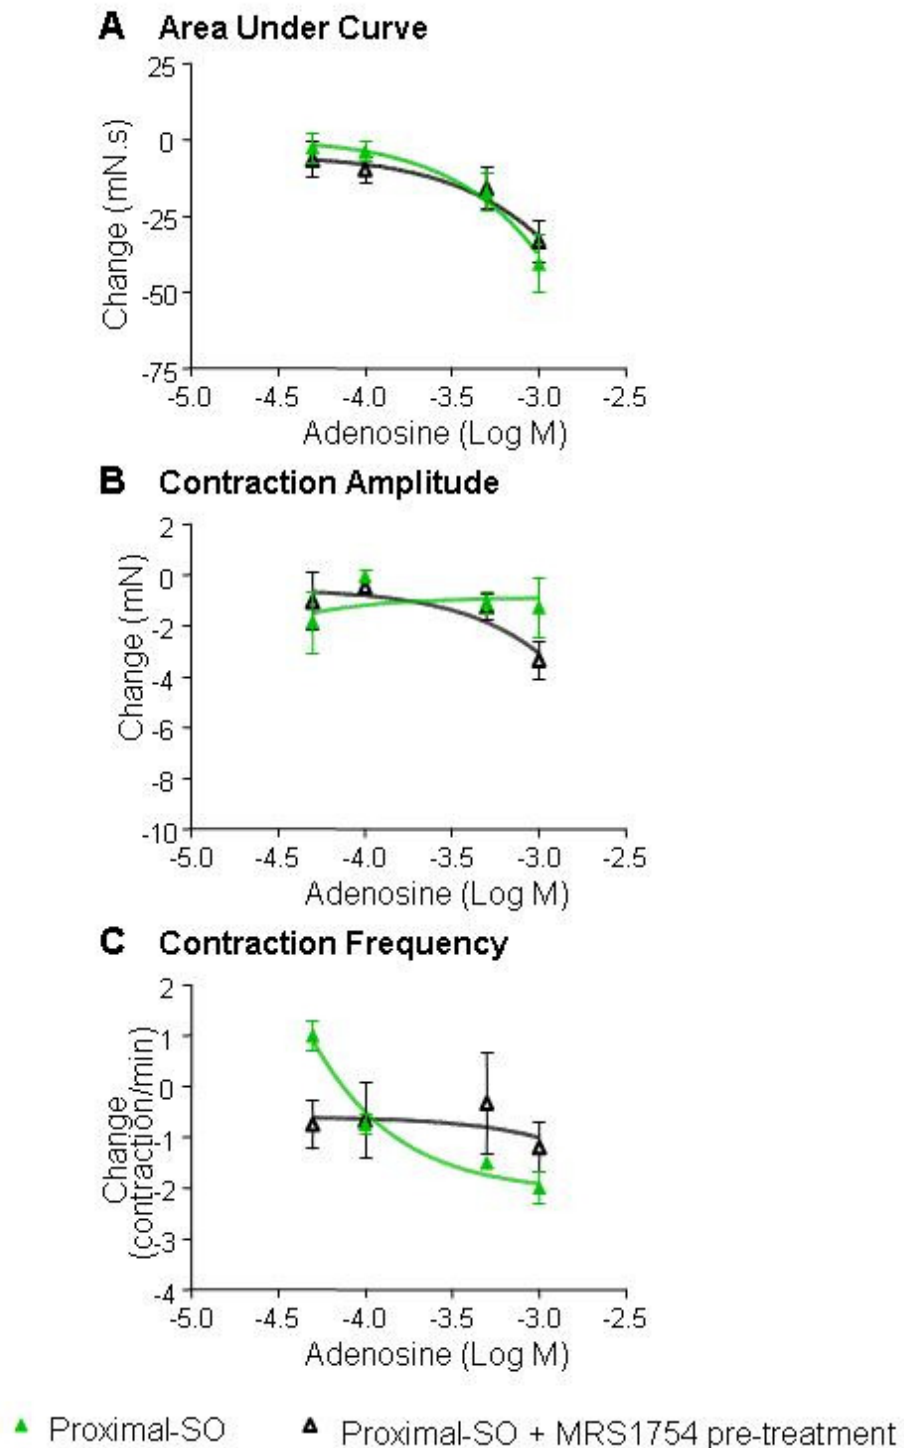 A Area Under Curve
25
0
-25
-50
-75
Change (mN.s)
-5.0 -4.5 -4.0 -3.5 -3.0 -2.5
Adenosine (Log M)
B Contraction Amplitude
2
0
-2
-4
-6
-8
-10
Change (mN)
-5.0 -4.5 -4.0 -3.5 -3.0 -2.5
Adenosine (Log M)
C Contraction Frequency
2
1
0
-1
-2
-3
-4
Change
(contraction/min)
-5.0 -4.5 -4.0 -3.5 -3.0 -2.5
Adenosine (Log M)
Proximal-SO Proximal-SO + MRS1754 pre-treatment